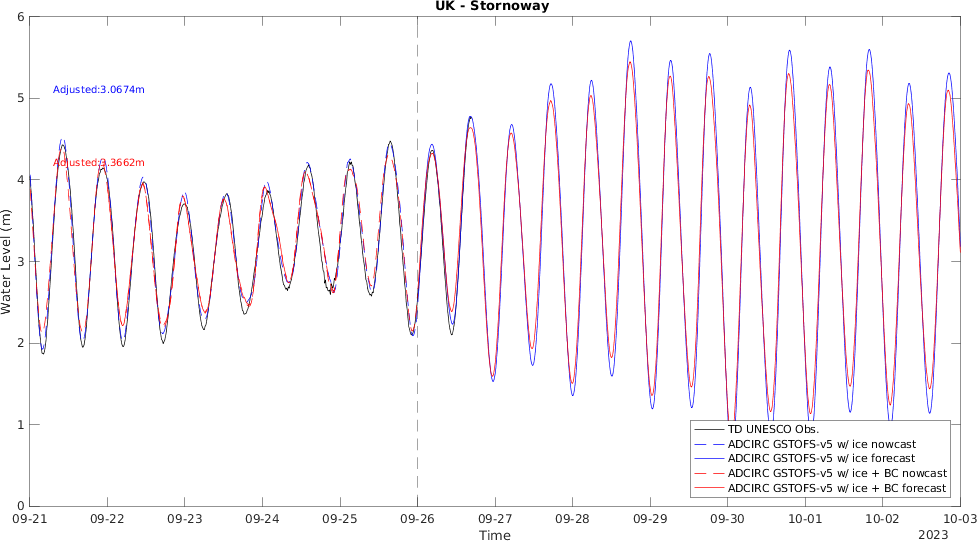 UK - Stornoway
Water Level (m)
6
5
4
3
2
1
0
Adjusted:3.0674m
Adjusted:3.3662m
TD UNESCO Obs.
ADCIRC GSTOFS-v5 w/ ice nowcast
ADCIRC GSTOFS-v5 w/ ice forecast
ADCIRC GSTOFS-v5 w/ ice + BC nowcast
ADCIRC GSTOFS-v5 w/ ice + BC forecast
09-21 09-22 09-23 09-24 09-25 09-26 09-27 09-28 09-29 09-30 10-01 10-02 10-03
Time
2023